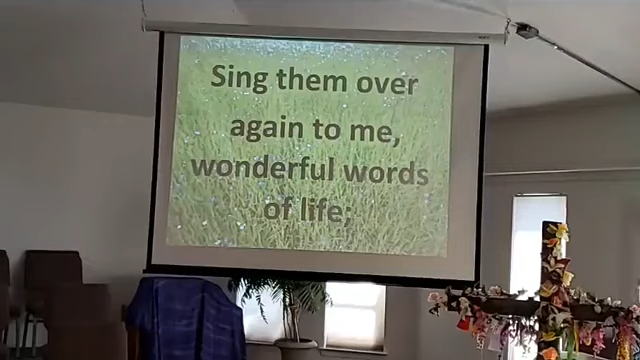 Sing them over
again to me,
wonderful words
of life;